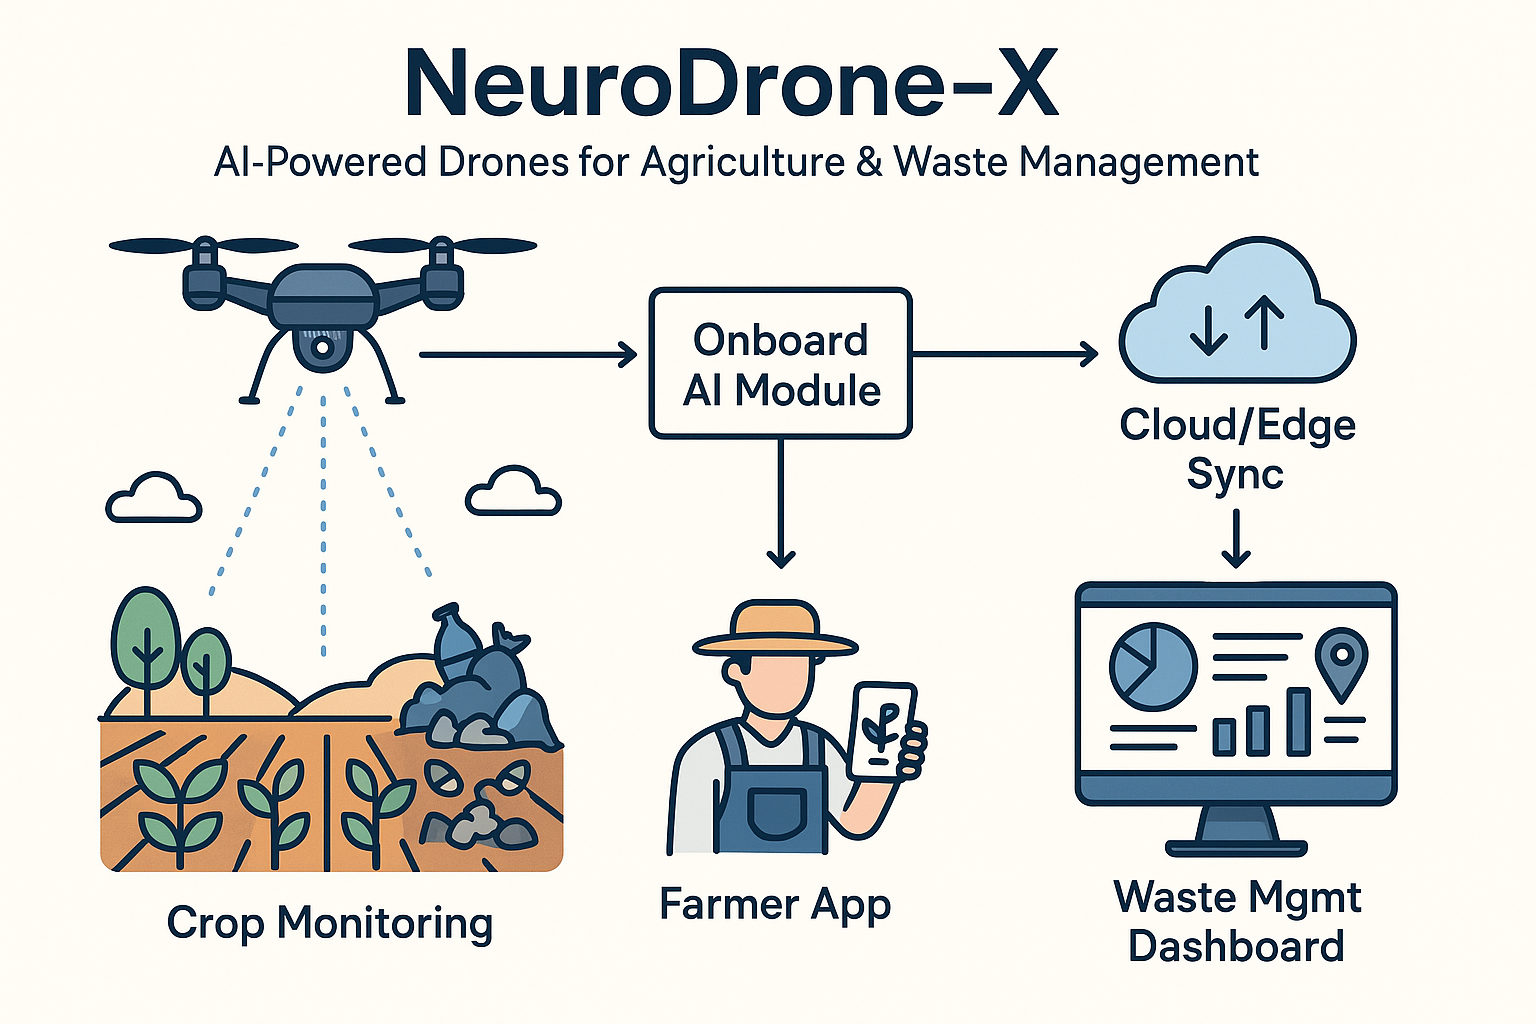 NeuroDrone-X
AI-Powered Drones for Agriculture & Waste Management
Onboard
AI Module
Cloud/Edge
Sync
Crop Monitoring
Farmer App
Waste Mgmt
Dashboard